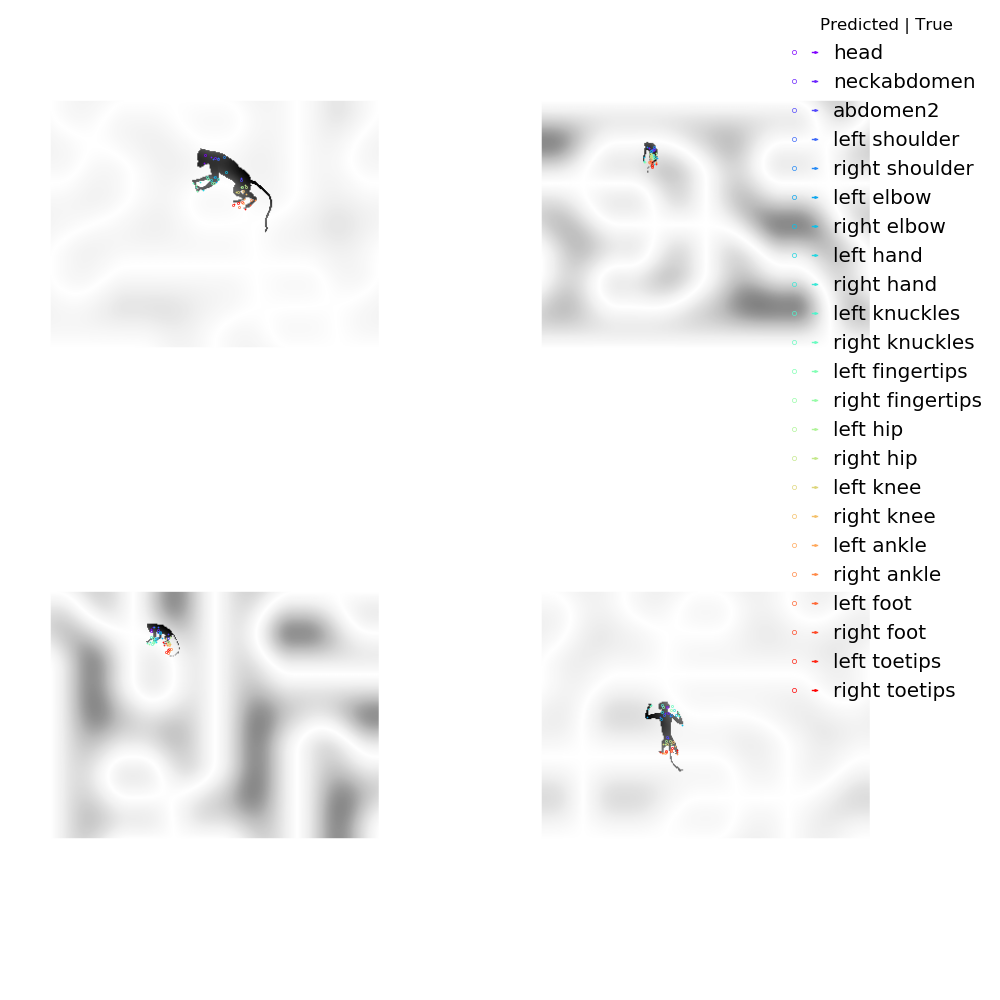 Predicted | True
head
neckabdomen
abdomen2
left shoulder
right shoulder
left elbow
right elbow
left hand
right hand
left knuckles
right knuckles
left fingertips
right fingertips
left hip
right hip
left knee
right knee
left ankle
right ankle
left foot
right foot
left toetips
right toetips